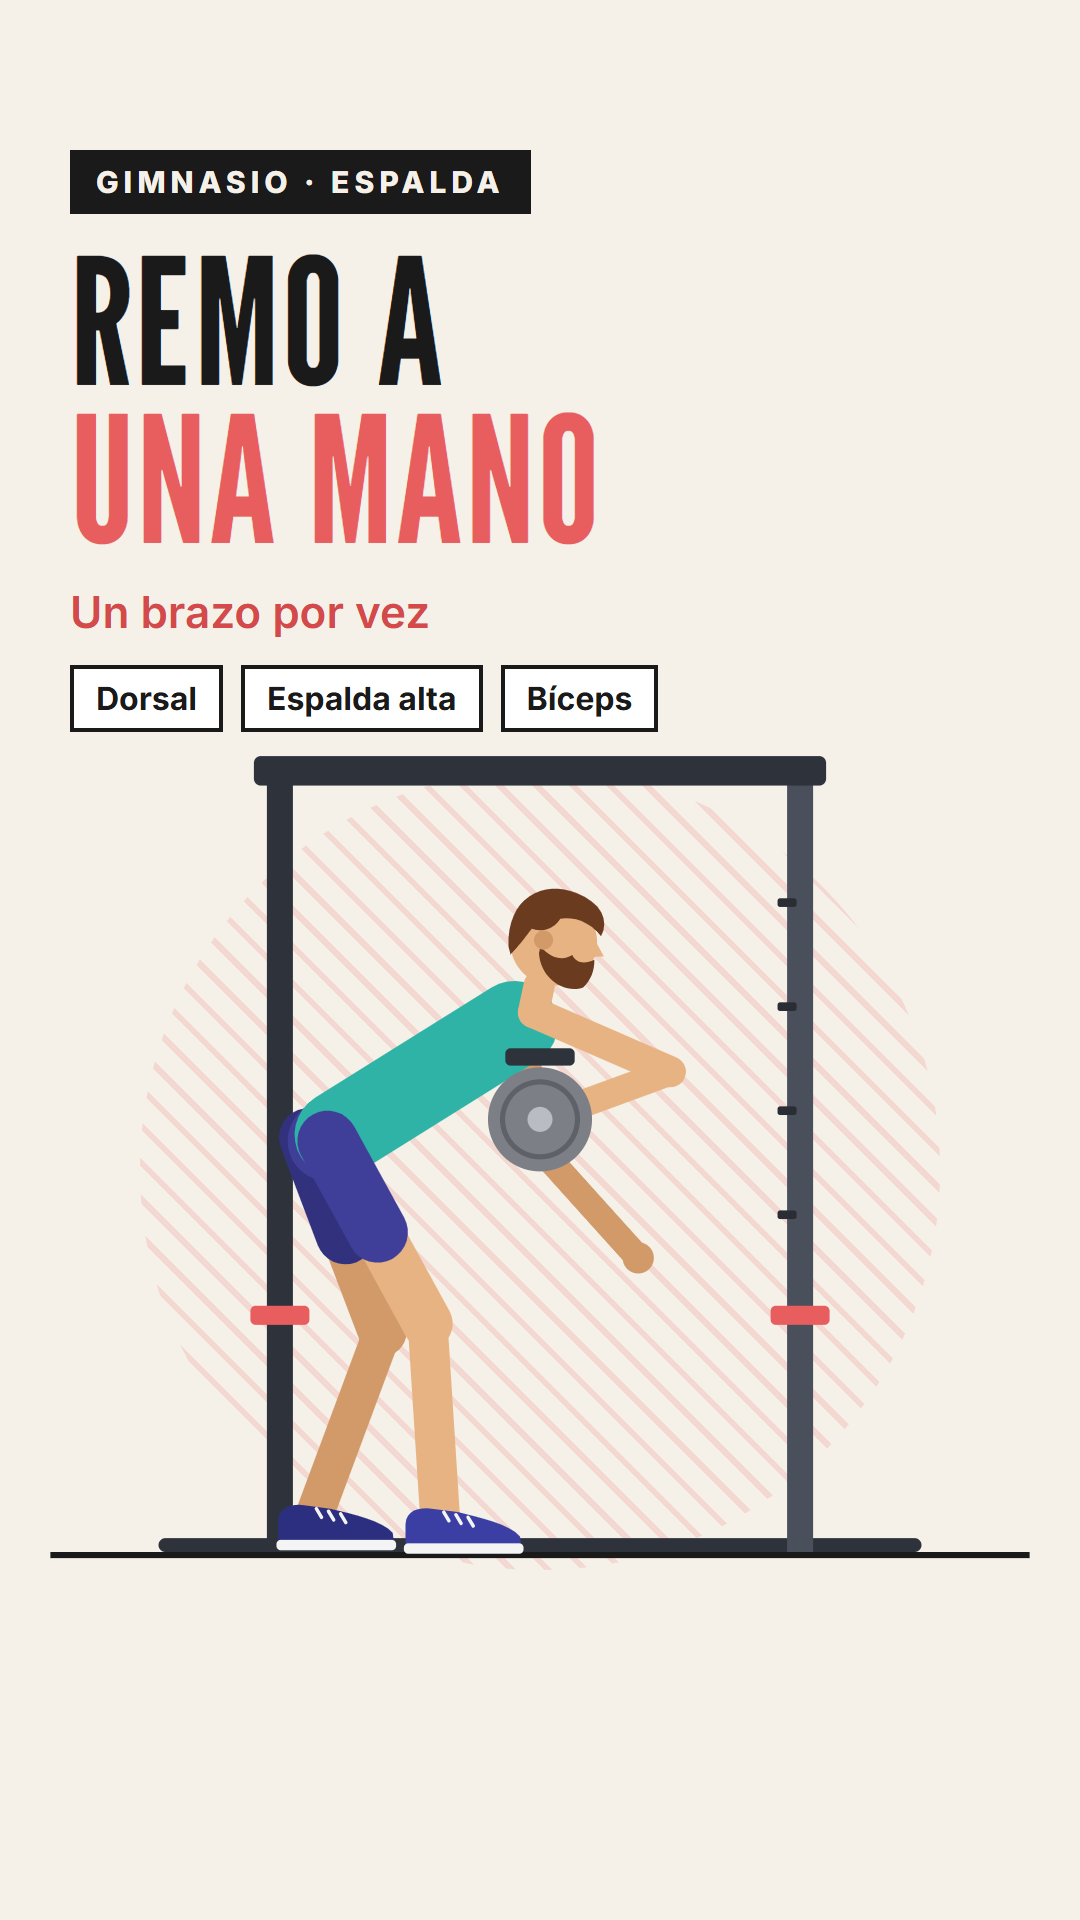 GIMNASIO · ESPALDA
REMO A
UNA MANO
Un brazo por vez
Dorsal
Espalda alta
Bíceps